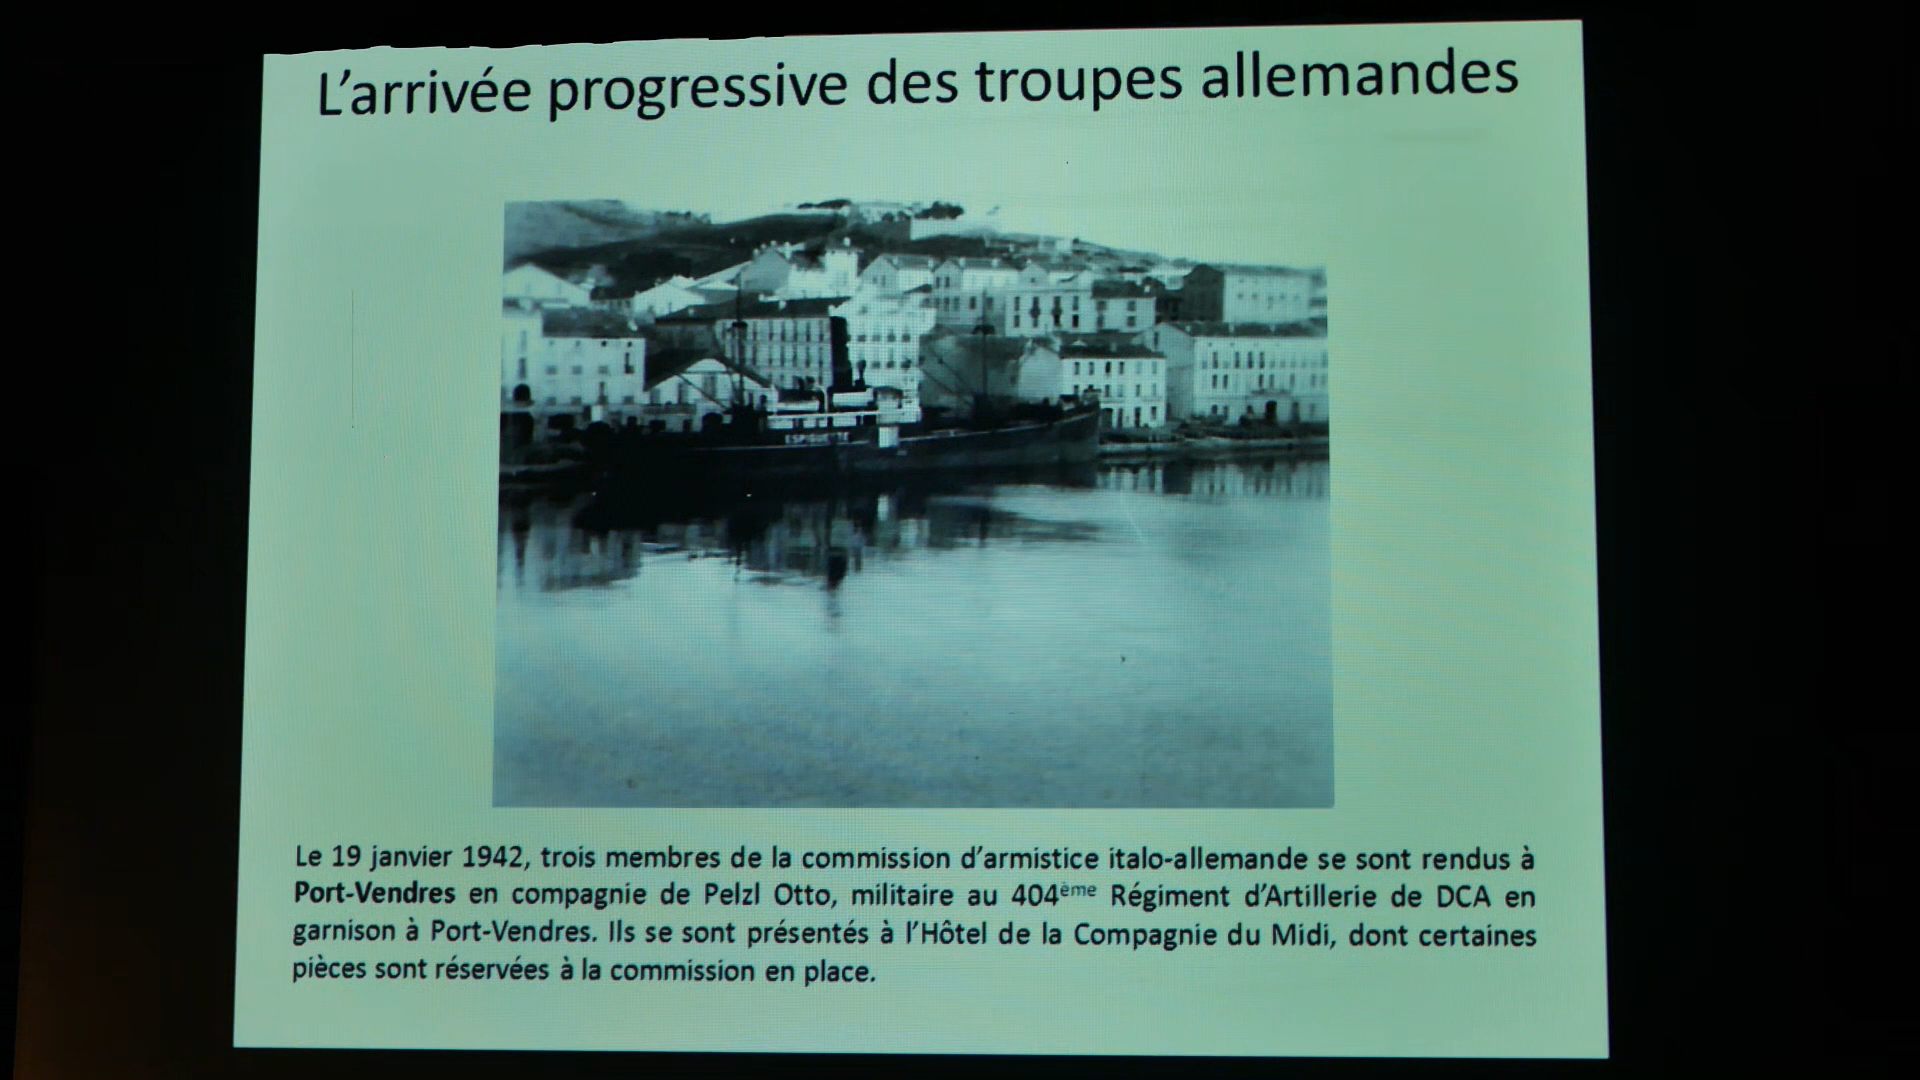 L'arrivée progressive des troupes allemandes
ESPIGUETTE
Le 19 janvier 1942, trois membres de la commission d'armistice italo-allemande se sont rendus à
Port-Vendres en compagnie de Pelzl Otto, militaire au 404ème Régiment d'Artillerie de DCA en
garnison à Port-Vendres. Ils se sont présentés à l'Hôtel de la Compagnie du Midi, dont certaines
pièces sont réservées à la commission en place.